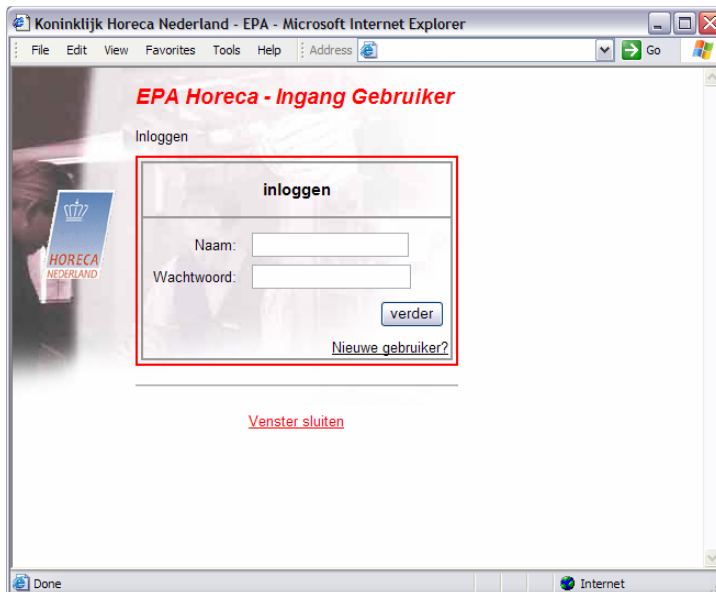 Koninklijk Horeca Nederland - EPA - Microsoft Internet Explorer
File Edit View Favorites Tools Help Address Go
EPA Horeca - Ingang Gebruiker
Inloggen
inloggen
HORECA
NEDERLAND
Naam:
Wachtwoord:
verder
Nieuwe gebruiker?
Venster sluiten
Done Internet